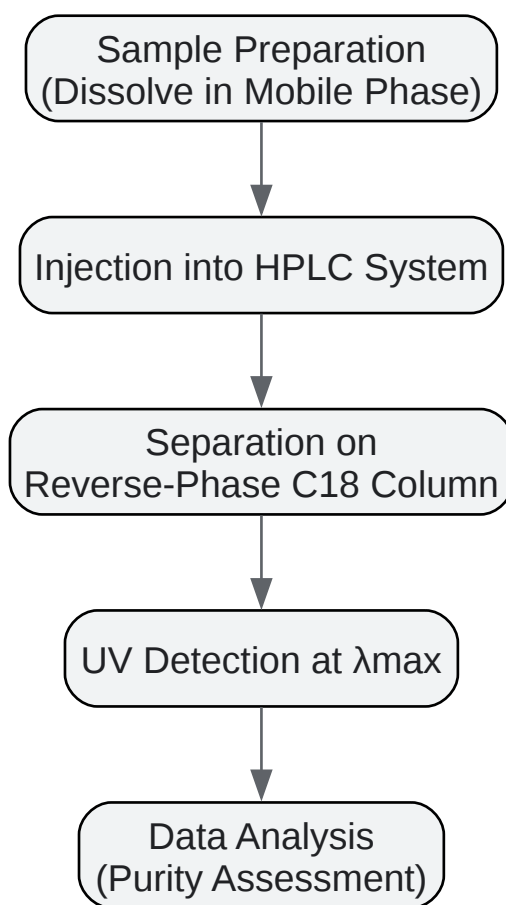 Sample Preparation
(Dissolve in Mobile Phase)
Injection into HPLC System
Separation on
Reverse-Phase C18 Column
UV Detection at λmax
Data Analysis
(Purity Assessment)